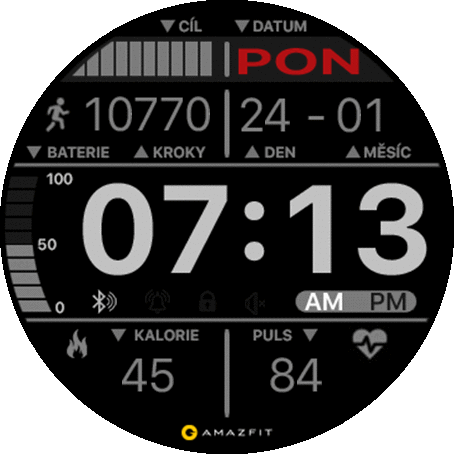 ▼ CÍL ▼ DATUM
PON
10770 24 - 01
▼ BATERIE ▲ KROKY ▲ DEN ▲ MĚSÍC
100
07:13
50
0
AM PM
▼ KALORIE PULS ▼
45 84
AMAZFIT